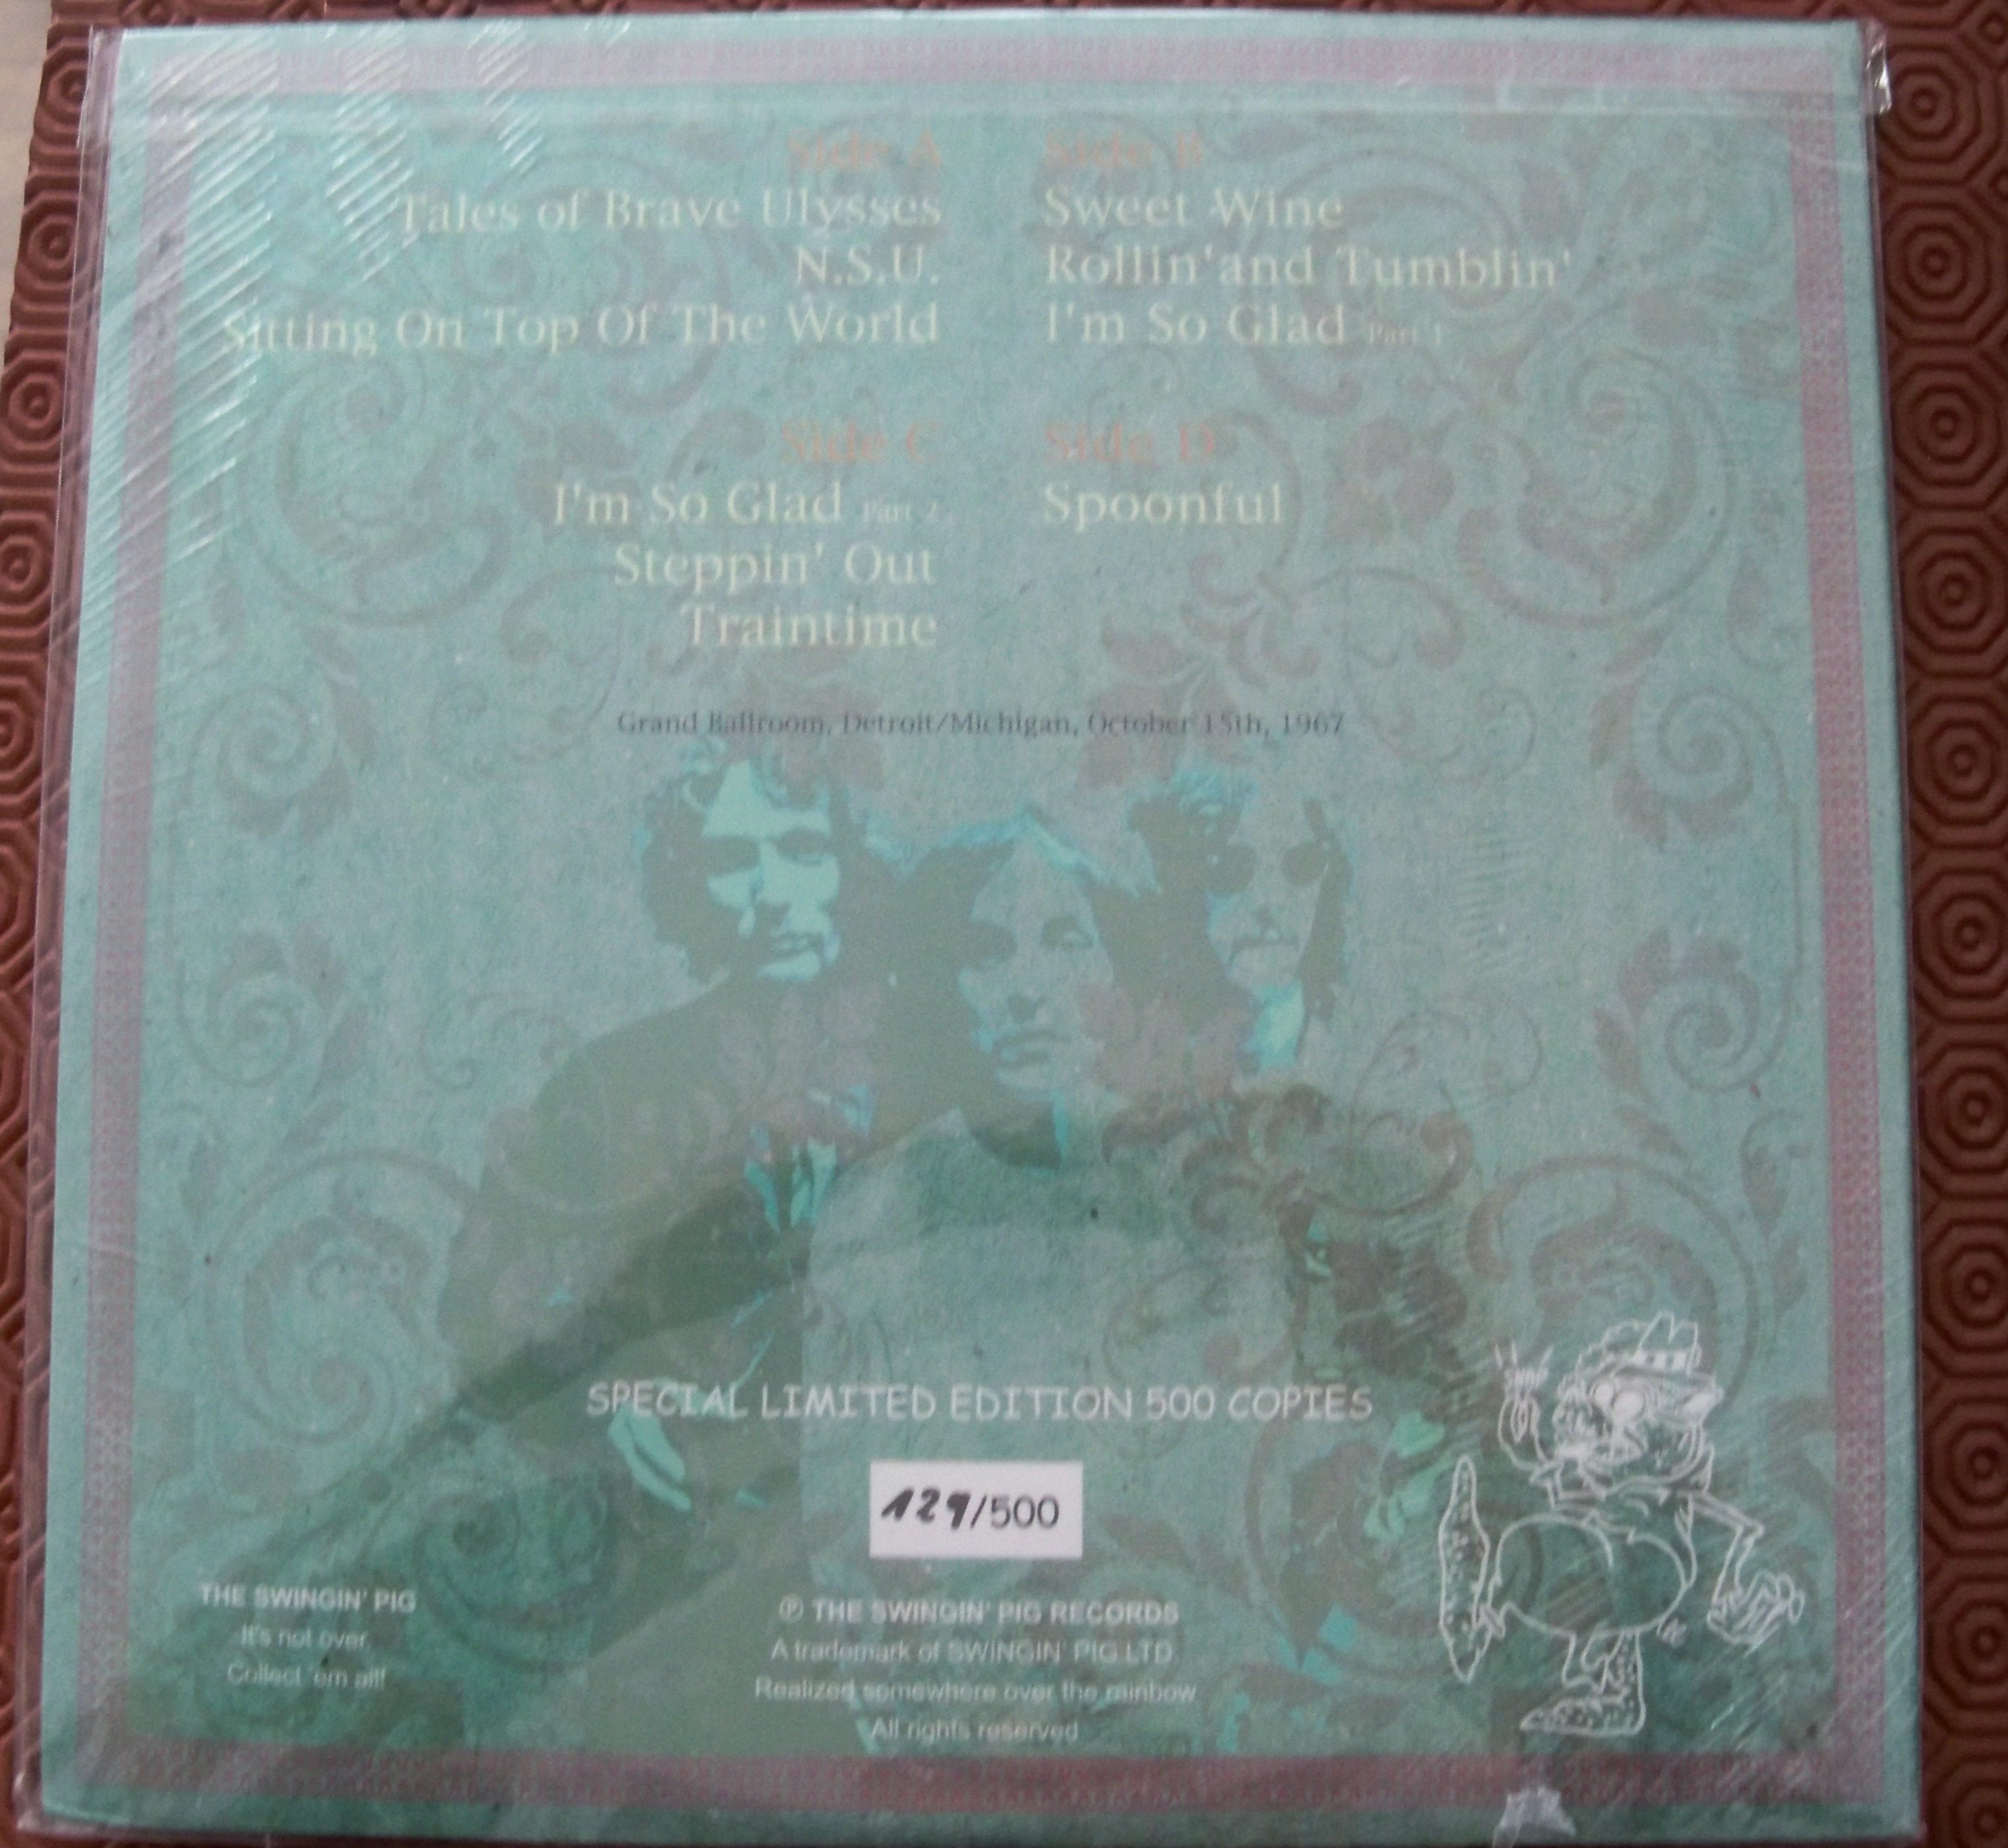 Side A
Tales of Brave Ulysses
N.S.U.
Sitting On Top Of The World
Side B
Sweet Wine
Rollin' and Tumblin'
I'm So Glad Part 1
Side C
I'm So Glad Part 2
Steppin' Out
Traintime
Side D
Spoonful
Grand Ballroom, Detroit/Michigan, October 15th, 1967
SPECIAL LIMITED EDITION 500 COPIES
129/500
THE SWINGIN' PIG
It's not over.
Collect 'em all!
℗ THE SWINGIN' PIG RECORDS
A trademark of SWINGIN' PIG LTD.
Realized somewhere over the rainbow
All rights reserved